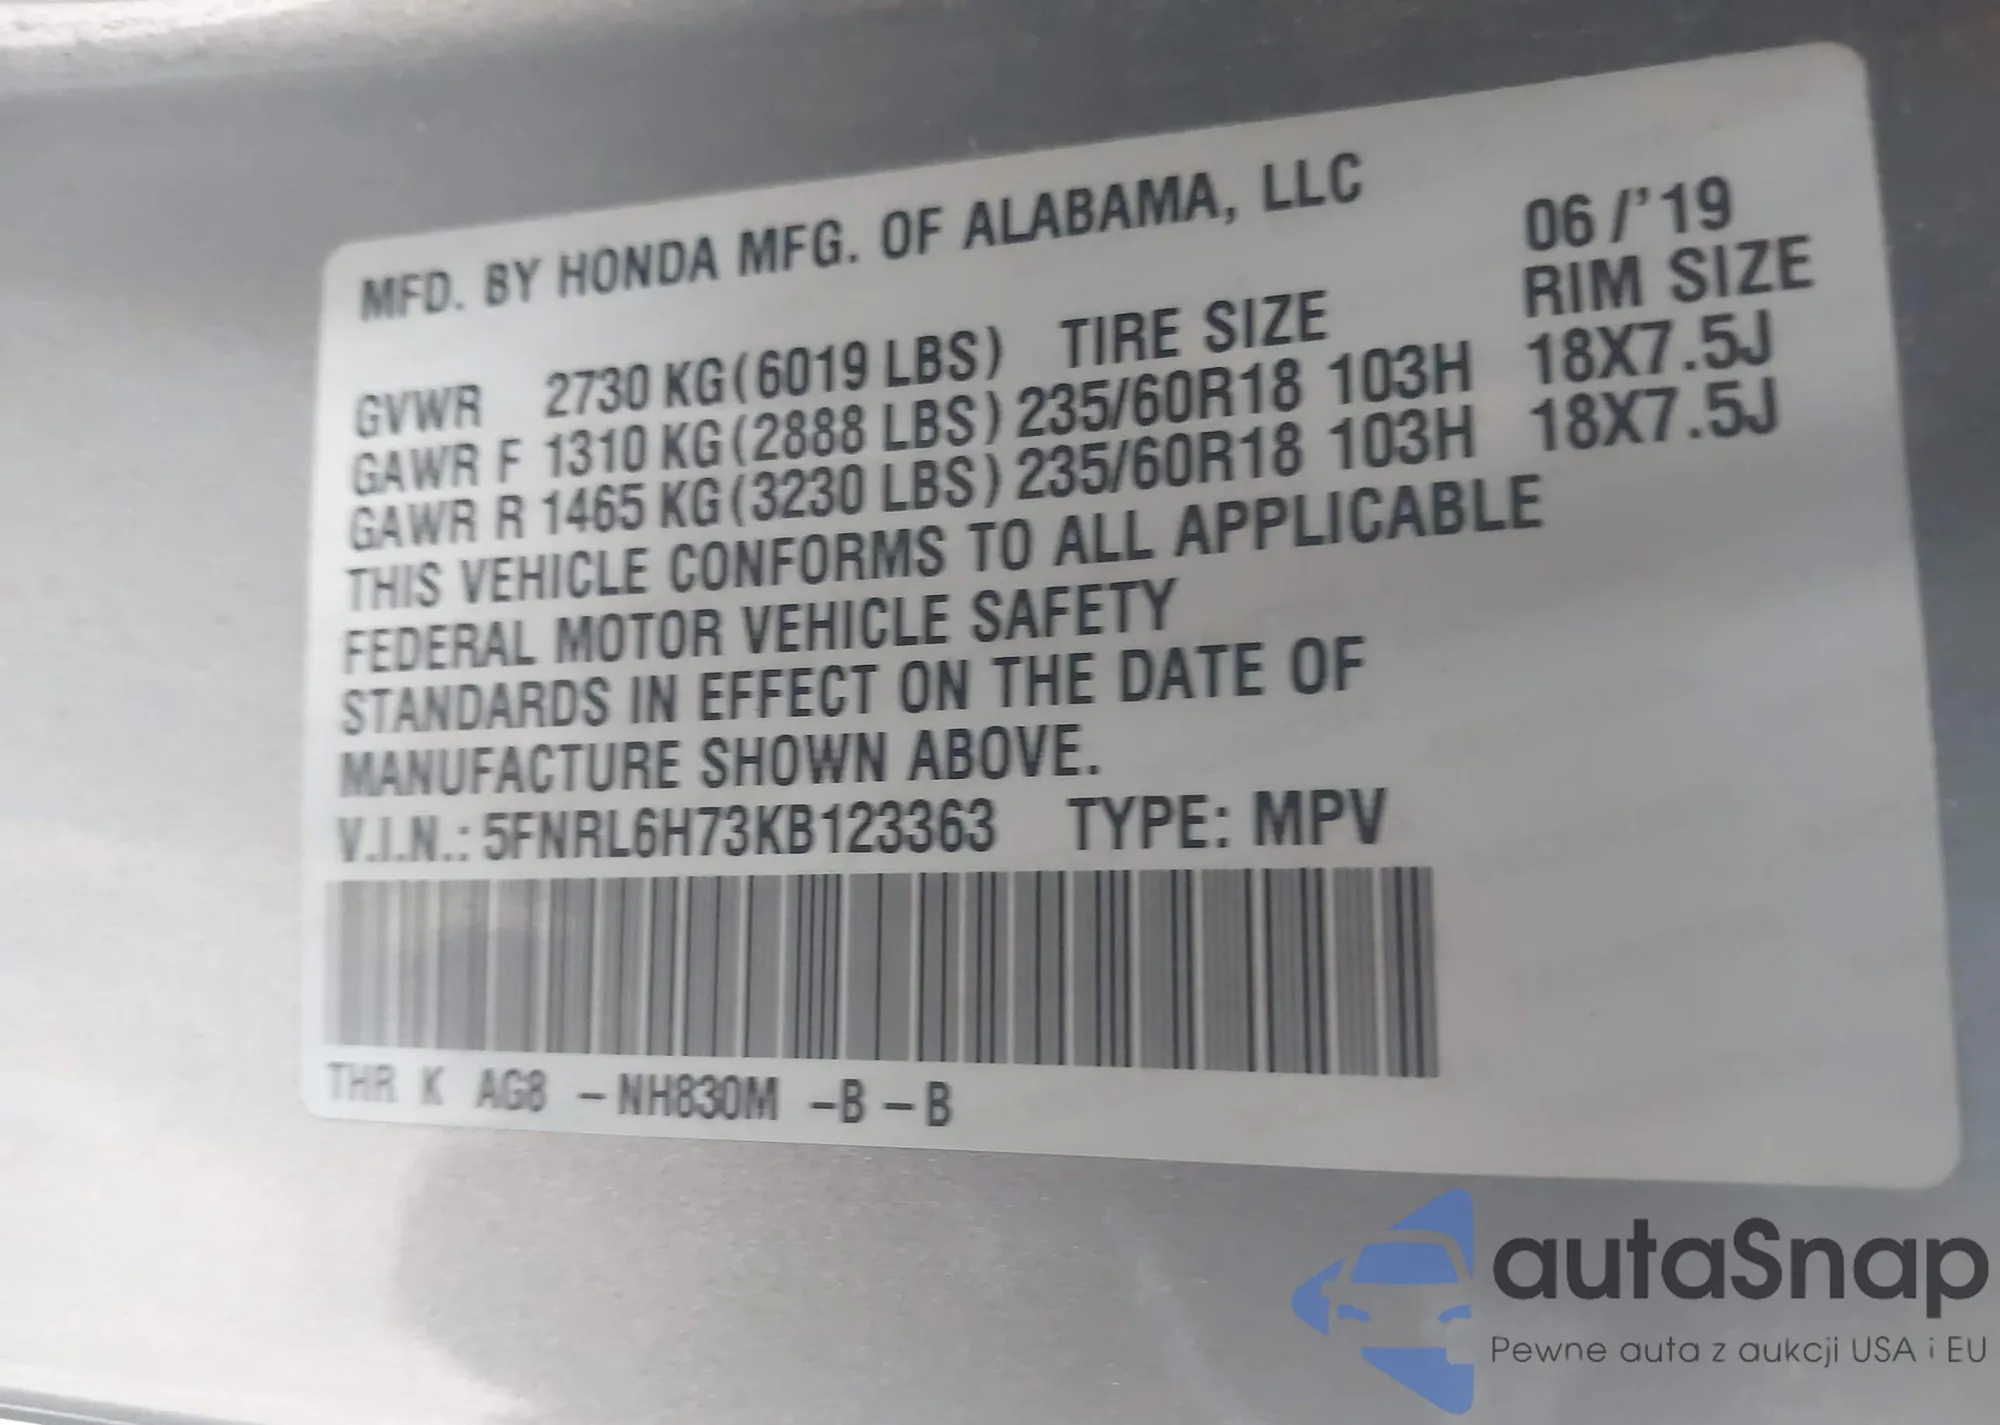 MFD. BY HONDA MFG. OF ALABAMA, LLC 06/'19
GVWR 2730 KG(6019 LBS) TIRE SIZE RIM SIZE
GAWR F 1310 KG(2888 LBS) 235/60R18 103H 18X7.5J
GAWR R 1465 KG(3230 LBS) 235/60R18 103H 18X7.5J
THIS VEHICLE CONFORMS TO ALL APPLICABLE
FEDERAL MOTOR VEHICLE SAFETY
STANDARDS IN EFFECT ON THE DATE OF
MANUFACTURE SHOWN ABOVE.
V.I.N.: 5FNRL6H73KB123363 TYPE: MPV
THR K AG8 –NH830M –B –B
autaSnap
Pewne auta z aukcji USA i EU